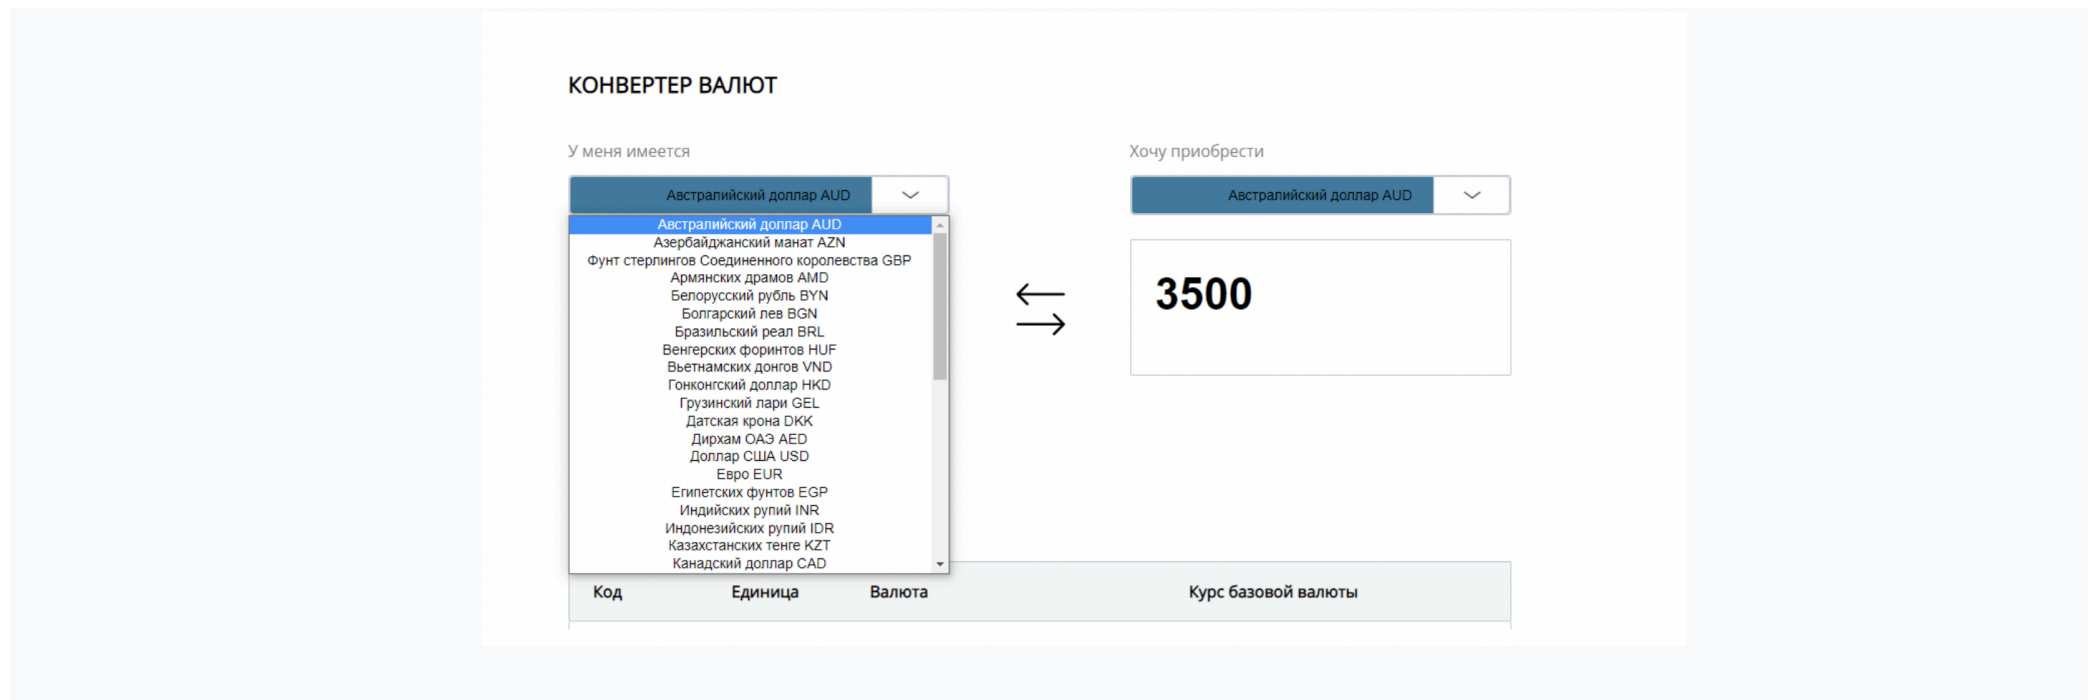 КОНВЕРТЕР ВАЛЮТ
У меня имеется
Хочу приобрести
Австралийский доллар AUD
Австралийский доллар AUD
Австралийский доллар AUD
Азербайджанский манат AZN
Фунт стерлингов Соединенного королевства GBP
Армянских драмов AMD
Белорусский рубль BYN
Болгарский лев BGN
Бразильский реал BRL
Венгерских форинтов HUF
Вьетнамских донгов VND
Гонконгский доллар HKD
Грузинский лари GEL
Датская крона DKK
Дирхам ОАЭ AED
Доллар США USD
Евро EUR
Египетских фунтов EGP
Индийских рупий INR
Индонезийских рупий IDR
Казахстанских тенге KZT
Канадский доллар CAD
3500
Код Единица Валюта Курс базовой валюты